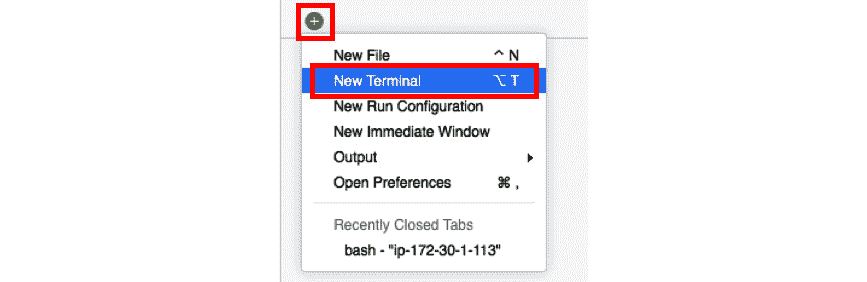 New File ^ N
New Terminal ⌥ T
New Run Configuration
New Immediate Window
Output
Open Preferences ⌘ ,
Recently Closed Tabs
bash - "ip-172-30-1-113"